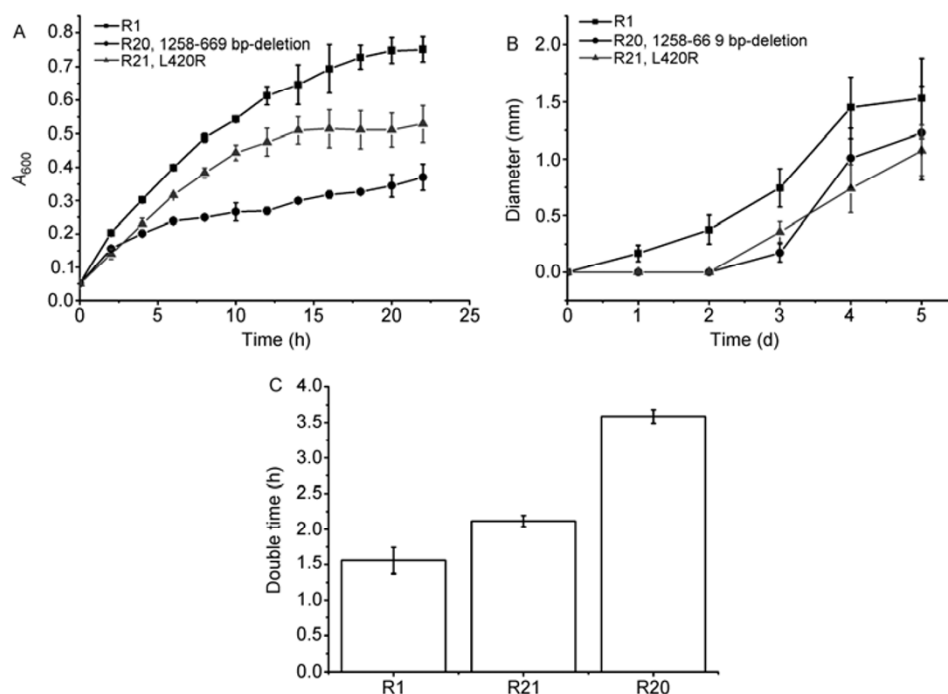 A
R1
R20, 1258-669 bp-deletion
R21, L420R
0.8
0.7
0.6
0.5
0.4
0.3
0.2
0.1
0.0
A600
0 5 10 15 20 25
Time (h)
B
R1
R20, 1258-66 9 bp-deletion
R21, L420R
2.0
1.5
1.0
0.5
0.0
Diameter (mm)
0 1 2 3 4 5
Time (d)
C
4.0
3.5
3.0
2.5
2.0
1.5
1.0
0.5
0.0
Double time (h)
R1 R21 R20